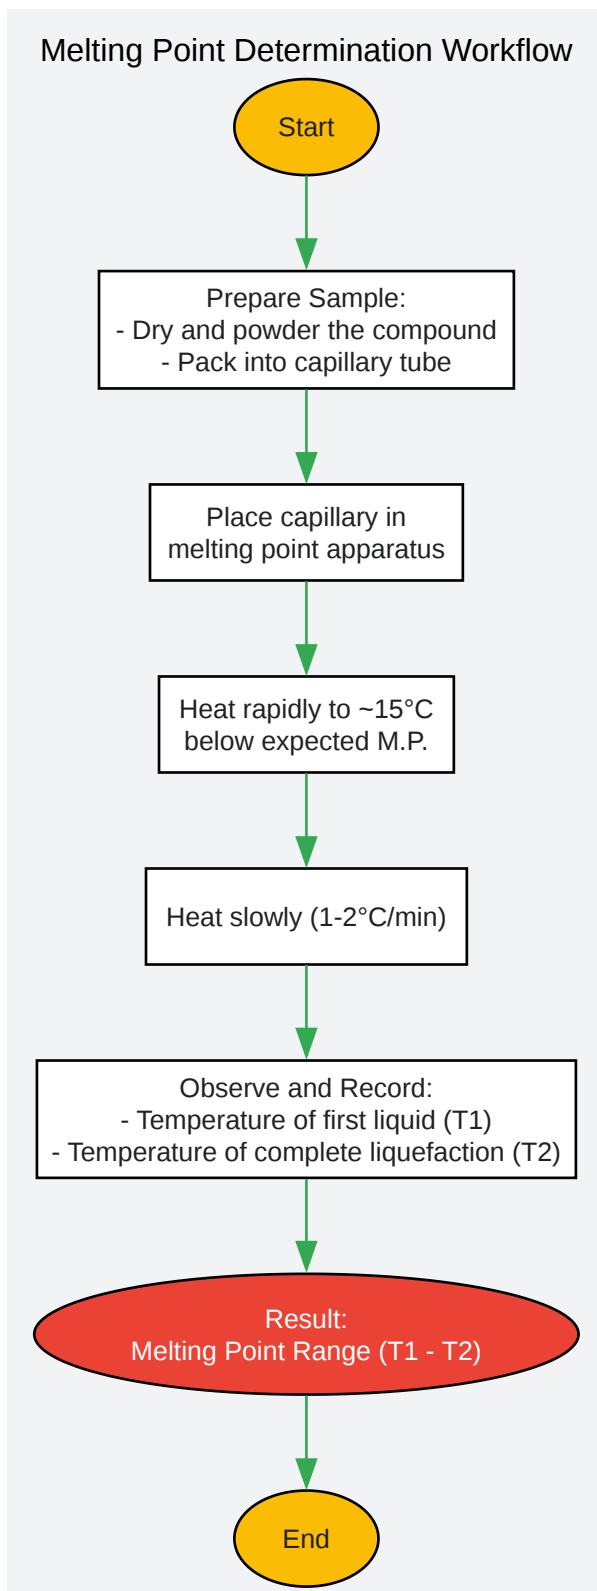 Melting Point Determination Workflow
Start
Prepare Sample:
- Dry and powder the compound
- Pack into capillary tube
Place capillary in
melting point apparatus
Heat rapidly to ~15°C
below expected M.P.
Heat slowly (1-2°C/min)
Observe and Record:
- Temperature of first liquid (T1)
- Temperature of complete liquefaction (T2)
Result:
Melting Point Range (T1 - T2)
End